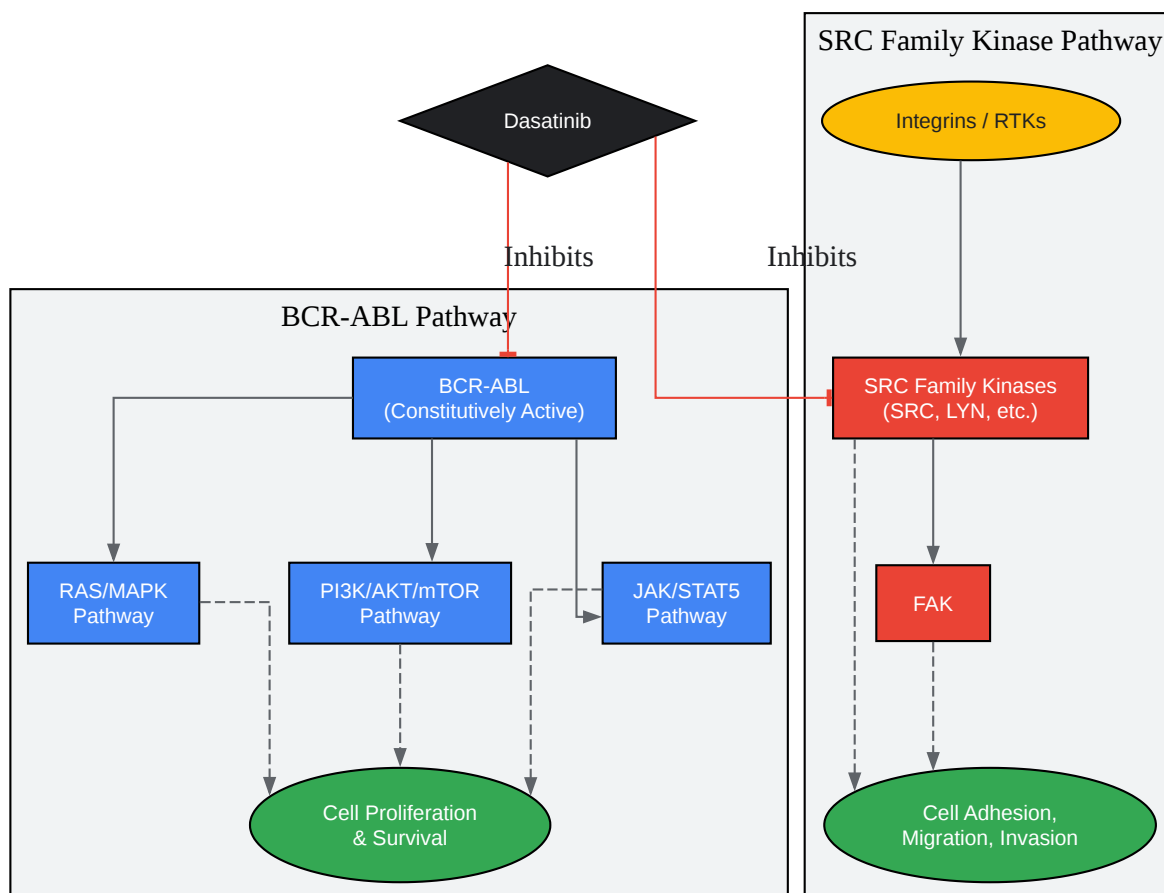 SRC Family Kinase Pathway
Dasatinib
Integrins / RTKs
Inhibits
Inhibits
BCR-ABL Pathway
BCR-ABL
(Constitutively Active)
SRC Family Kinases
(SRC, LYN, etc.)
RAS/MAPK
Pathway
PI3K/AKT/mTOR
Pathway
JAK/STAT5
Pathway
FAK
Cell Proliferation
& Survival
Cell Adhesion,
Migration, Invasion